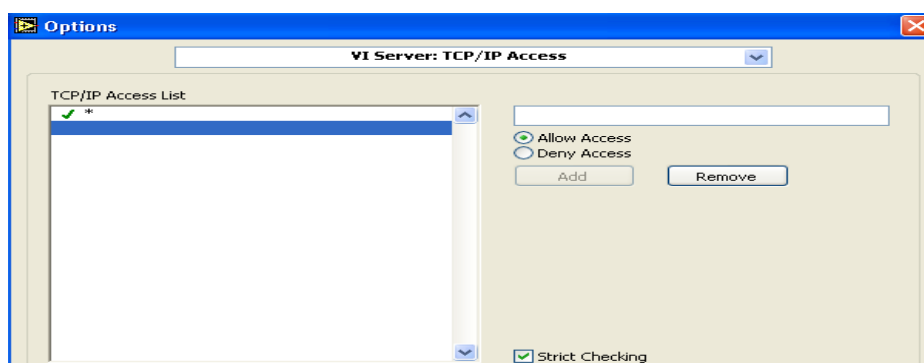 Options
VI Server: TCP/IP Access
TCP/IP Access List
*
Allow Access
Deny Access
Add
Remove
Strict Checking